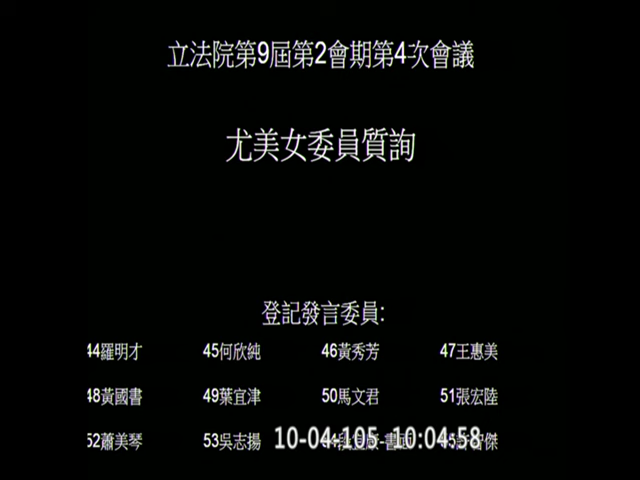 立法院第9屆第2會期第4次會議
尤美女委員質詢
登記發言委員:
44羅明才 45何欣純 46黃秀芳 47王惠美
48黃國書 49葉宜津 50馬文君 51張宏陸
52蕭美琴 53吳志揚 10-04-105 10:04:58